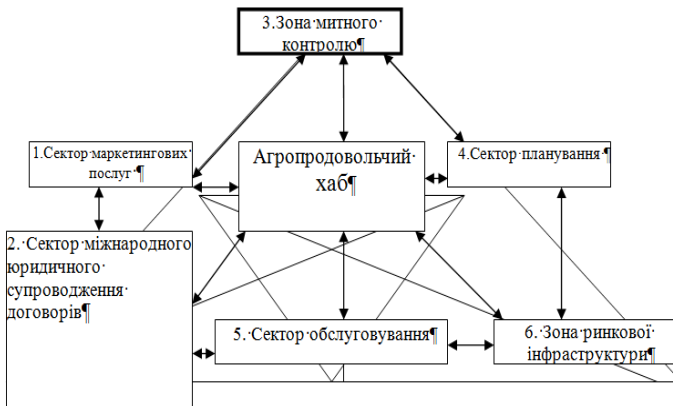 3.Зона митного
контролю¶
1.Сектор маркетингових
послуг ¶
Агропродовольчий
хаб¶
4.Сектор планування ¶
2. Сектор міжнародного
юридичного
супроводження
договорів¶
5. Сектор обслуговування¶
6. Зона ринкової
інфраструктури¶